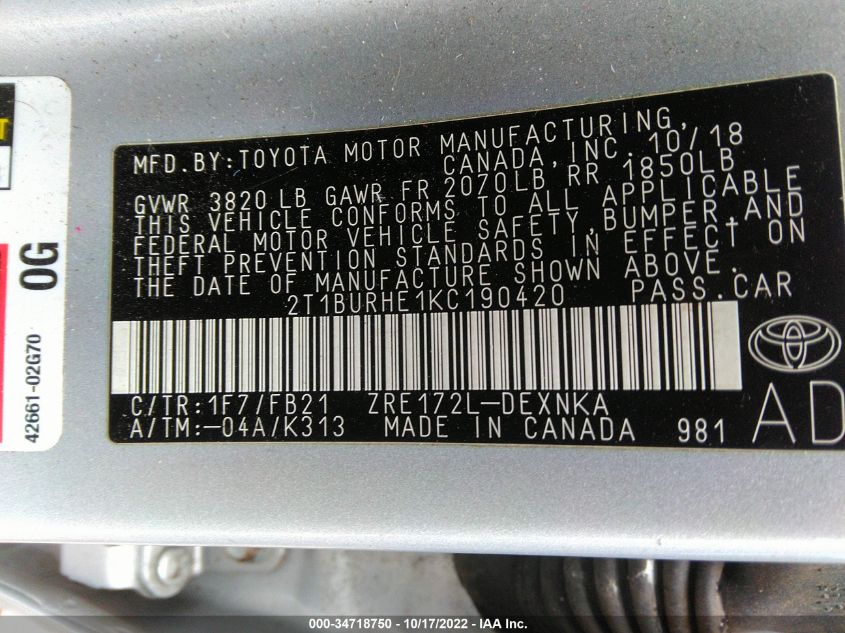 MFD.BY:TOYOTA MOTOR MANUFACTURING,
CANADA,INC. 10/18
GVWR 3820 LB GAWR FR 2070LB RR 1850LB
THIS VEHICLE CONFORMS TO ALL APPLICABLE
FEDERAL MOTOR VEHICLE SAFETY,BUMPER,AND
THEFT PREVENTION STANDARDS IN EFFECT ON
THE DATE OF MANUFACTURE SHOWN ABOVE.
2T1BURHE1KC190420 PASS.CAR
C/TR:1F7/FB21 ZRE172L-DEXNKA
A/TM:-04A/K313 MADE IN CANADA 981
AD
0G
42661-02G70
000-34718750 - 10/17/2022 - IAA Inc.